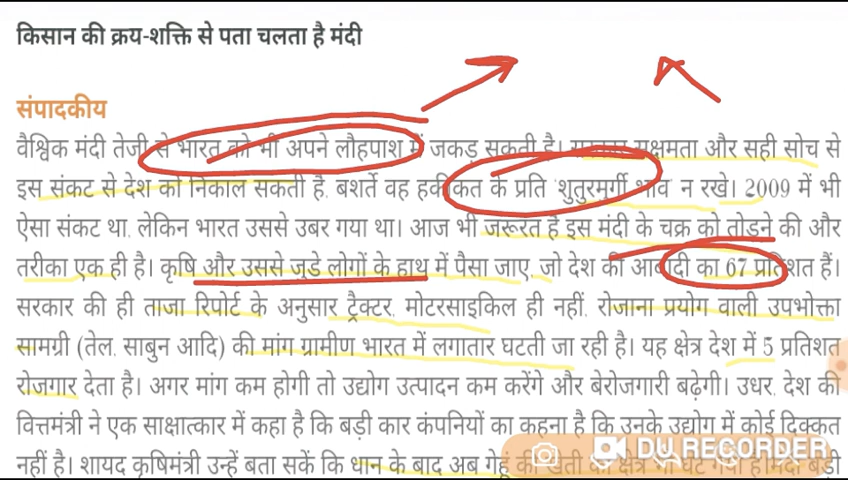 किसान की क्रय-शक्ति से पता चलता है मंदी
संपादकीय
वैश्विक मंदी तेजी से भारत को भी अपने लौहपाश में जकड़ सकती है। सक्षमता और सही सोच से
इस संकट से देश को निकाल सकती है, बशर्ते वह हकीकत के प्रति शुतुरमुर्गी भाव न रखे। 2009 में भी
ऐसा संकट था, लेकिन भारत उससे उबर गया था। आज भी जरूरत है इस मंदी के चक्र को तोड़ने की और
तरीका एक ही है। कृषि और उससे जुड़े लोगों के हाथ में पैसा जाए, जो देश की आबादी का 67 प्रतिशत हैं।
सरकार की ही ताजा रिपोर्ट के अनुसार ट्रैक्टर, मोटरसाइकिल ही नहीं, रोजाना प्रयोग वाली उपभोक्ता
सामग्री (तेल, साबुन आदि) की मांग ग्रामीण भारत में लगातार घटती जा रही है। यह क्षेत्र देश में 5 प्रतिशत
रोजगार देता है। अगर मांग कम होगी तो उद्योग उत्पादन कम करेंगे और बेरोजगारी बढ़ेगी। उधर, देश की
वित्तमंत्री ने एक साक्षात्कार में कहा है कि बड़ी कार कंपनियों का कहना है कि उनके उद्योग में कोई दिक्कत
नहीं है। शायद कृषिमंत्री उन्हें बता सकें कि धान के बाद अब गेहूं की खेती का क्षेत्र भी घट गया है।मंदी बड़ी
DU RECORDER